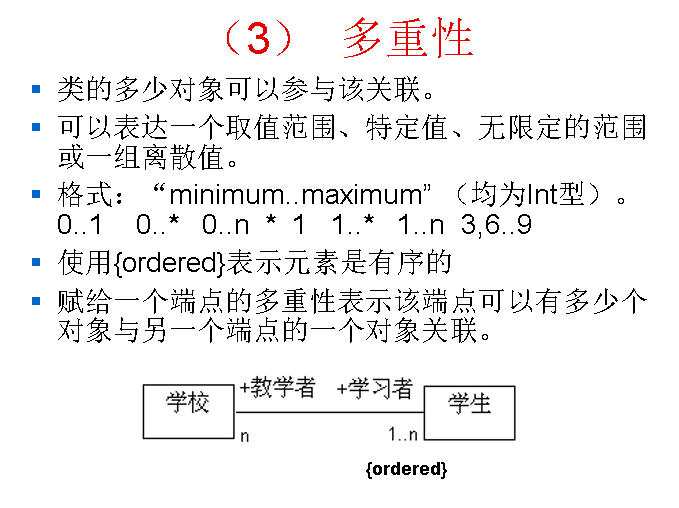 （3） 多重性
类的多少对象可以参与该关联。
可以表达一个取值范围、特定值、无限定的范围
或一组离散值。
格式：“minimum..maximum”（均为Int型）。
0..1 0..* 0..n * 1 1..* 1..n 3,6..9
使用{ordered}表示元素是有序的
赋给一个端点的多重性表示该端点可以有多少个
对象与另一个端点的一个对象关联。
学校 +教学者 +学习者 学生
n 1..n
{ordered}